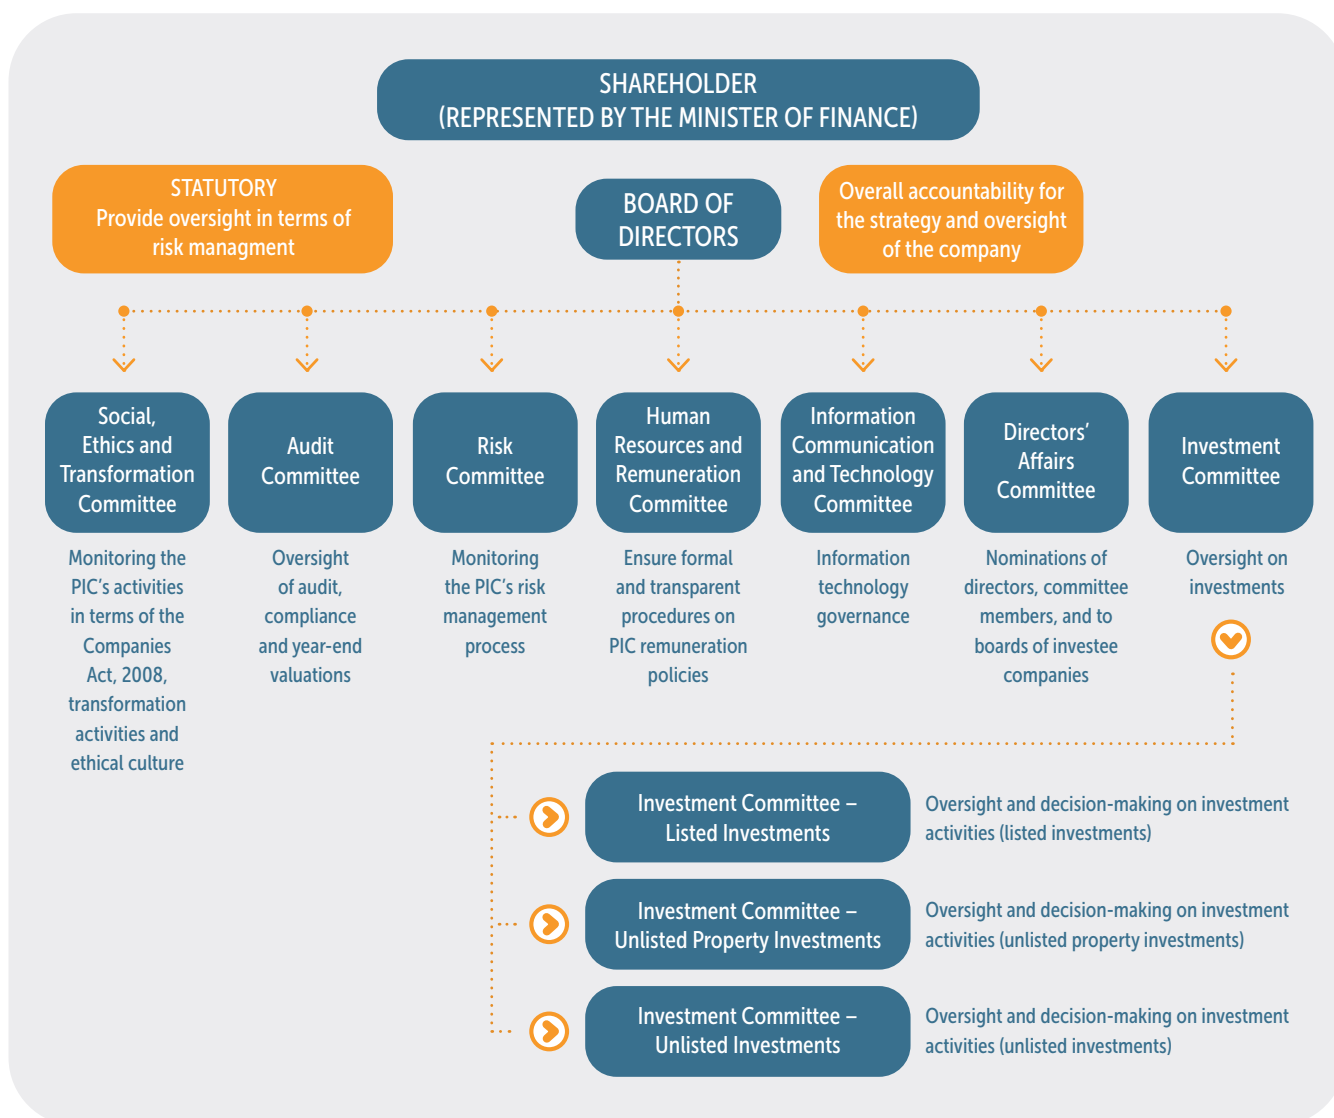 SHAREHOLDER
(REPRESENTED BY THE MINISTER OF FINANCE)
STATUTORY
Provide oversight in terms of
risk managment
BOARD OF
DIRECTORS
Overall accountability for
the strategy and oversight
of the company
Social,
Ethics and
Transformation
Committee
Monitoring the
PIC's activities
in terms of the
Companies
Act, 2008,
transformation
activities and
ethical culture
Audit
Committee
Oversight
of audit,
compliance
and year-end
valuations
Risk
Committee
Monitoring
the PIC's risk
management
process
Human
Resources and
Remuneration
Committee
Ensure formal
and transparent
procedures on
PIC remuneration
policies
Information
Communication
and Technology
Committee
Information
technology
governance
Directors'
Affairs
Committee
Nominations of
directors, committee
members, and to
boards of investee
companies
Investment
Committee
Oversight on
investments
Investment Committee –
Listed Investments
Oversight and decision-making on investment
activities (listed investments)
Investment Committee –
Unlisted Property Investments
Oversight and decision-making on investment
activities (unlisted property investments)
Investment Committee –
Unlisted Investments
Oversight and decision-making on investment
activities (unlisted investments)